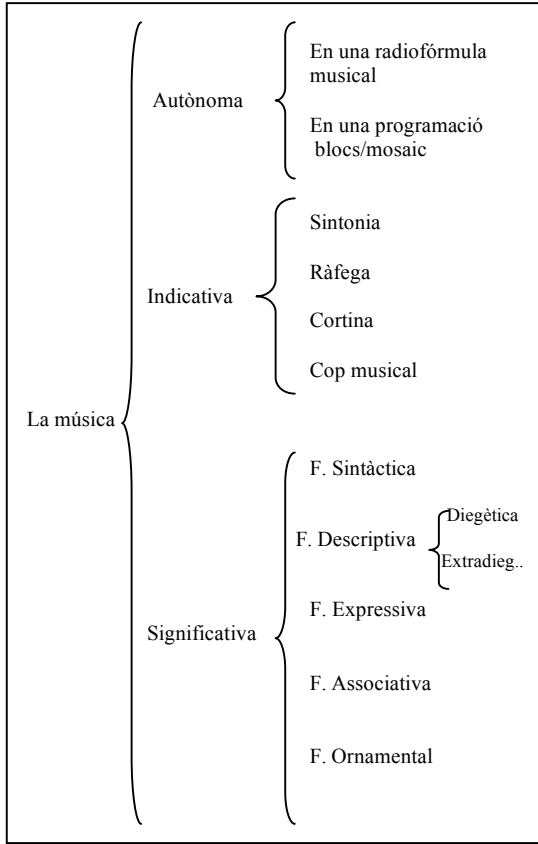 La música
Autònoma
En una radiofórmula
musical
En una programació
blocs/mosaic
Indicativa
Sintonia
Ràfega
Cortina
Cop musical
Significativa
F. Sintàctica
F. Descriptiva
Diegètica
Extradieg..
F. Expressiva
F. Associativa
F. Ornamental